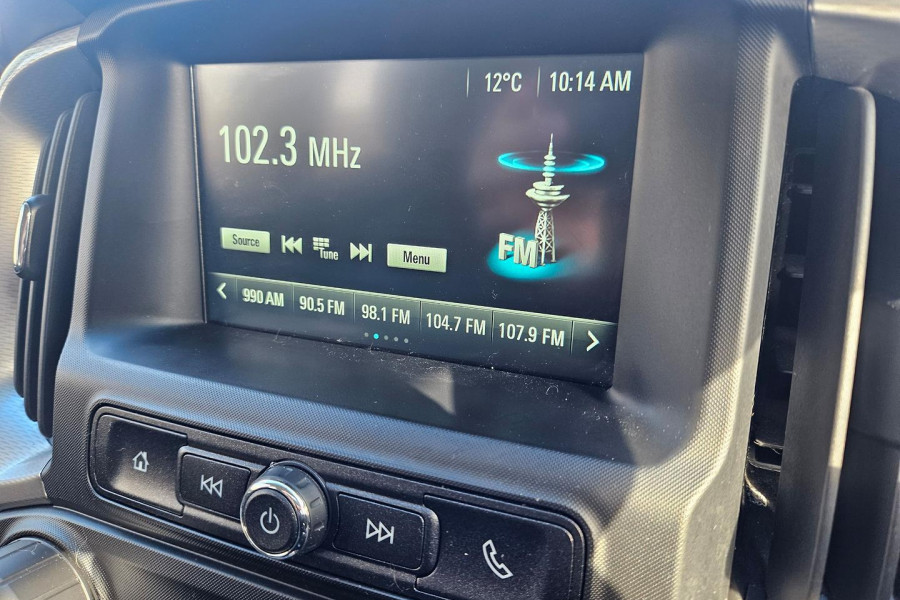 12°C 10:14 AM
102.3 MHz
FM
Source Tune Menu
990 AM 90.5 FM 98.1 FM 104.7 FM 107.9 FM